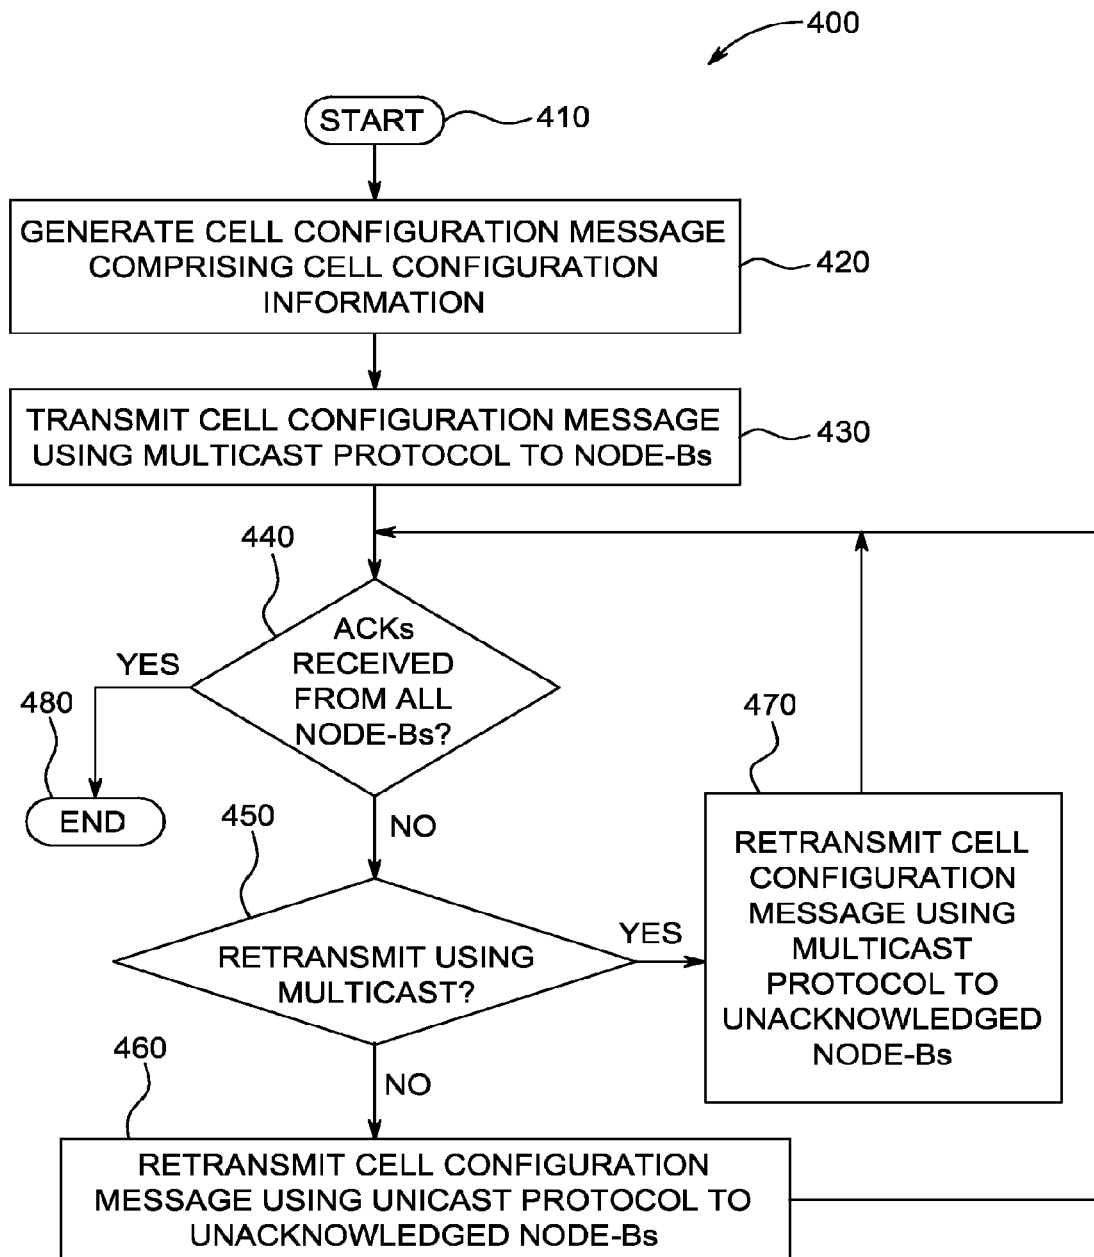 400
START
410
GENERATE CELL CONFIGURATION MESSAGE
COMPRISING CELL CONFIGURATION
INFORMATION
420
TRANSMIT CELL CONFIGURATION MESSAGE
USING MULTICAST PROTOCOL TO NODE-Bs
430
440
ACKs
RECEIVED
FROM ALL
NODE-Bs?
YES
480
END
NO
450
RETRANSMIT USING
MULTICAST?
YES
470
RETRANSMIT CELL
CONFIGURATION
MESSAGE USING
MULTICAST
PROTOCOL TO
UNACKNOWLEDGED
NODE-Bs
NO
460
RETRANSMIT CELL CONFIGURATION
MESSAGE USING UNICAST PROTOCOL TO
UNACKNOWLEDGED NODE-Bs